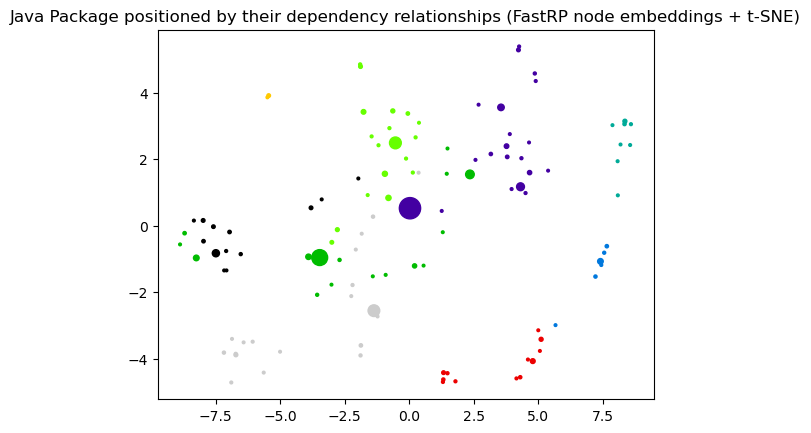 Java Package positioned by their dependency relationships (FastRP node embeddings + t-SNE)
4
2
0
−2
−4
−7.5 −5.0 −2.5 0.0 2.5 5.0 7.5